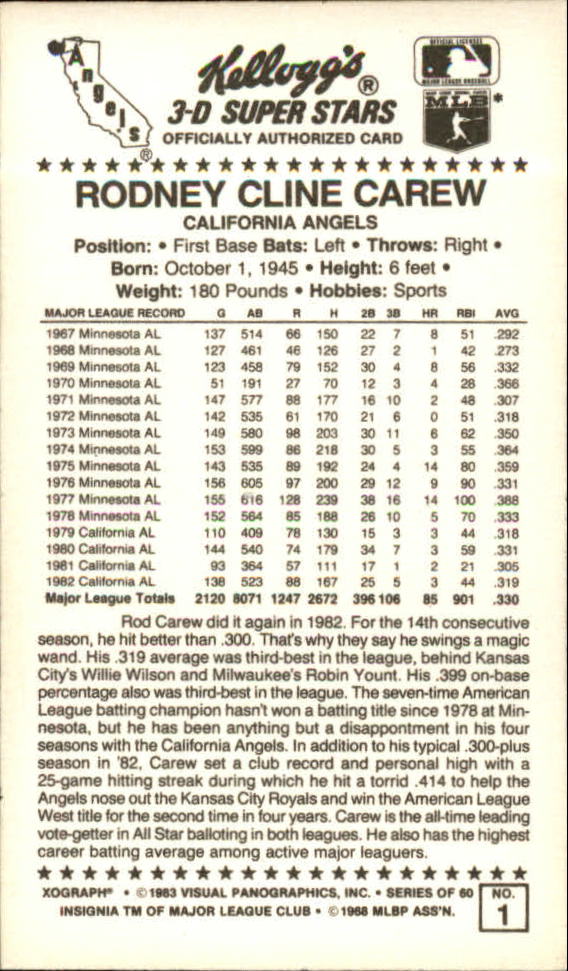 Angels
Kellogg's®
OFFICIAL LICENSEE
MAJOR LEAGUE BASEBALL
3-D SUPER STARS
MLB*
OFFICIALLY AUTHORIZED CARD
®
RODNEY CLINE CAREW
CALIFORNIA ANGELS
Position: • First Base Bats: Left • Throws: Right •
Born: October 1, 1945 • Height: 6 feet •
Weight: 180 Pounds • Hobbies: Sports
MAJOR LEAGUE RECORD G AB R H 2B 3B HR RBI AVG
1967 Minnesota AL 137 514 66 150 22 7 8 51 .292
1968 Minnesota AL 127 461 46 126 27 2 1 42 .273
1969 Minnesota AL 123 458 79 152 30 4 8 56 .332
1970 Minnesota AL 51 191 27 70 12 3 4 28 .366
1971 Minnesota AL 147 577 88 177 16 10 2 48 .307
1972 Minnesota AL 142 535 61 170 21 6 0 51 .318
1973 Minnesota AL 149 580 98 203 30 11 6 62 .350
1974 Minnesota AL 153 599 86 218 30 5 3 55 .364
1975 Minnesota AL 143 535 89 192 24 4 14 80 .359
1976 Minnesota AL 156 605 97 200 29 12 9 90 .331
1977 Minnesota AL 155 616 128 239 38 16 14 100 .388
1978 Minnesota AL 152 564 85 188 26 10 5 70 .333
1979 California AL 110 409 78 130 15 3 3 44 .318
1980 California AL 144 540 74 179 34 7 3 59 .331
1981 California AL 93 364 57 111 17 1 2 21 .305
1982 California AL 138 523 88 167 25 5 3 44 .319
Major League Totals 2120 8071 1247 2672 396 106 85 901 .330
Rod Carew did it again in 1982. For the 14th consecutive
season, he hit better than .300. That's why they say he swings a magic
wand. His .319 average was third-best in the league, behind Kansas
City's Willie Wilson and Milwaukee's Robin Yount. His .399 on-base
percentage also was third-best in the league. The seven-time American
League batting champion hasn't won a batting title since 1978 at Min-
nesota, but he has been anything but a disappointment in his four
seasons with the California Angels. In addition to his typical .300-plus
season in '82, Carew set a club record and personal high with a
25-game hitting streak during which he hit a torrid .414 to help the
Angels nose out the Kansas City Royals and win the American League
West title for the second time in four years. Carew is the all-time leading
vote-getter in All Star balloting in both leagues. He also has the highest
career batting average among active major leaguers.
XOGRAPH® • ©1983 VISUAL PANOGRAPHICS, INC. • SERIES OF 60
INSIGNIA TM OF MAJOR LEAGUE CLUB • ©1968 MLBP ASS'N.
NO.
1